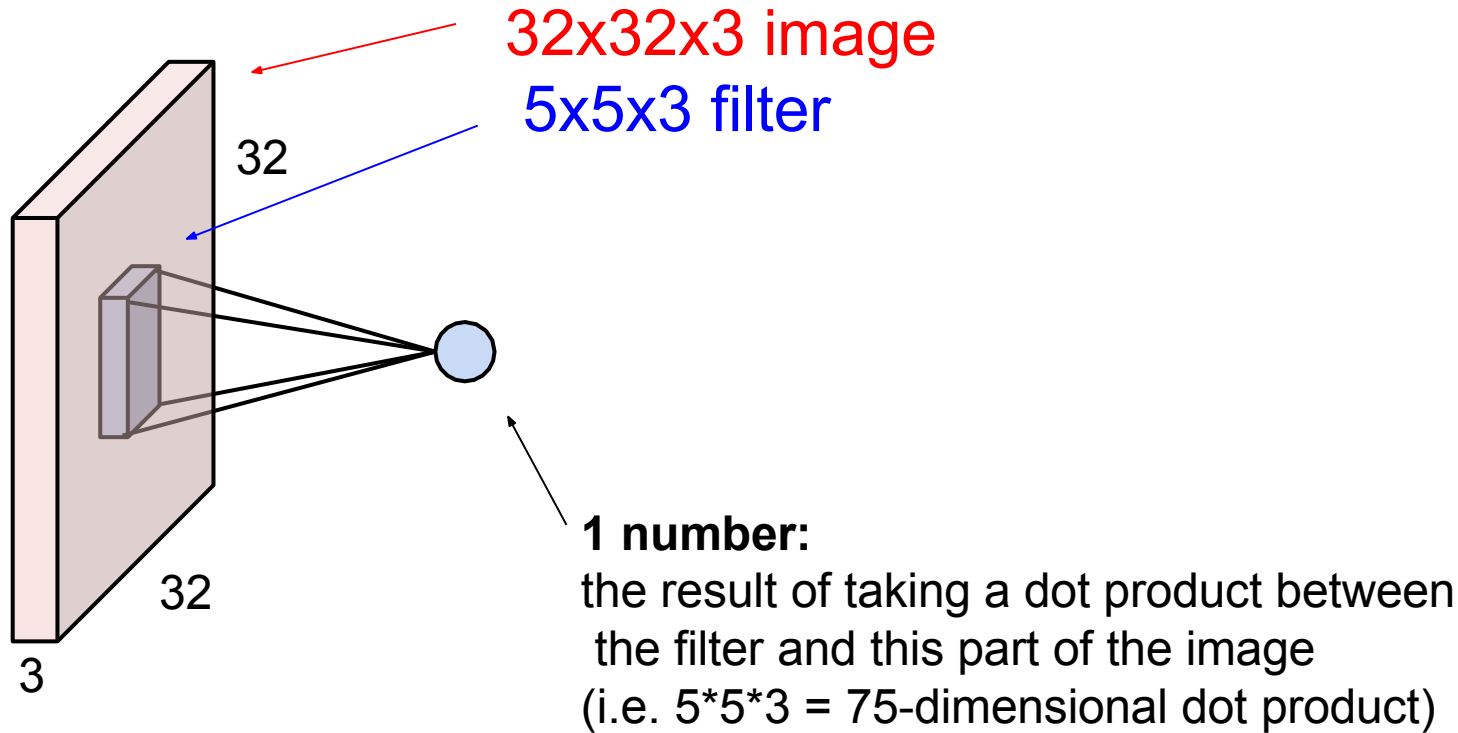 32x32x3 image
5x5x3 filter
32
32
3
1 number:
the result of taking a dot product between
the filter and this part of the image
(i.e. 5*5*3 = 75-dimensional dot product)